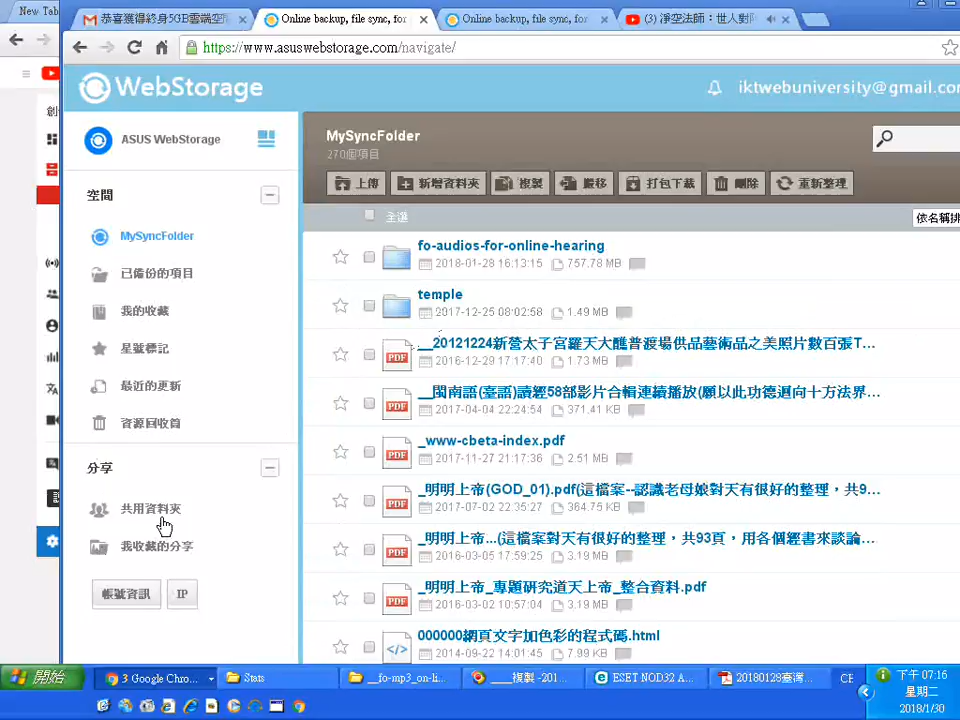 New Tab
恭喜獲得終身5GB雲端空
Online backup, file sync, for
Online backup, file sync, for
(3) 淨空法師：世人對
https://www.asuswebstorage.com/navigate/
WebStorage
iktwebuniversity@gmail.co
創
ASUS WebStorage
MySyncFolder
270個項目
上傳 新增資料夾 複製 搬移 打包下載 刪除 重新整理
空間
全選
依名稱排
MySyncFolder
已備份的項目
我的收藏
星號標記
最近的更新
資源回收筒
分享
共用資料夾
我收藏的分享
帳號資訊 IP
fo-audios-for-online-hearing
2018-01-28 16:13:15 757.78 MB
temple
2017-12-25 08:02:58 1.49 MB
__20121224新營太子宮羅天大醮普渡場供品藝術品之美照片數百張T...
2016-12-29 17:17:40 1.73 MB
__閩南語(臺語)讀經58部影片合輯連續播放(願以此功德迴向十方法界...
2017-04-04 22:24:54 371.41 KB
_www-cbeta-index.pdf
2017-11-27 21:17:36 2.51 MB
_明明上帝(GOD_01).pdf(這檔案--認識老母娘對天有很好的整理，共9...
2017-07-02 22:35:27 364.75 KB
_明明上帝...(這檔案對天有很好的整理，共93頁，用各個經書來談論...
2016-03-05 17:59:25 3.19 MB
_明明上帝_專題研究道天上帝_整合資料.pdf
2016-03-02 10:57:04 3.19 MB
000000網頁文字加色彩的程式碼.html
2014-09-22 14:01:45 7.99 KB
開始
3 Google Chro...
Stats
__fo-mp3_on-li...
____複製 -201...
ESET NOD32 A...
20180129臺灣...
CE
下午 07:16
星期二
2018/1/30